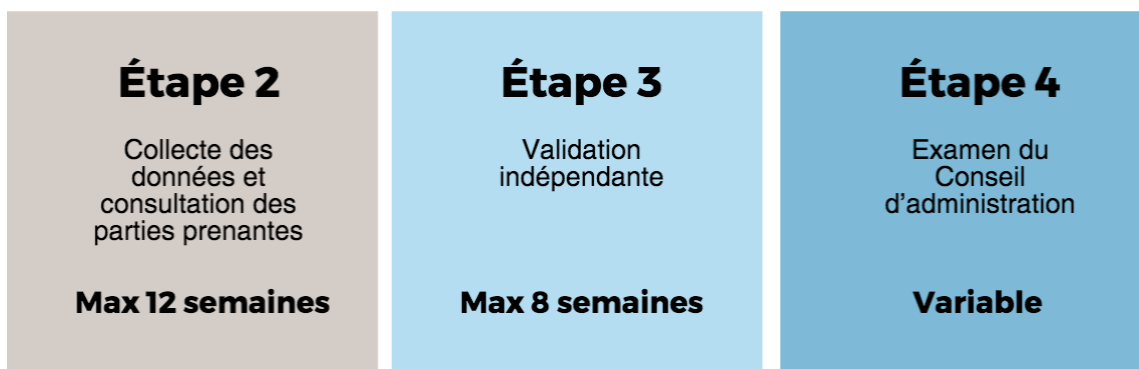 Étape 2
Collecte des
données et
consultation des
parties prenantes
Max 12 semaines
Étape 3
Validation
indépendante
Max 8 semaines
Étape 4
Examen du
Conseil
d’administration
Variable